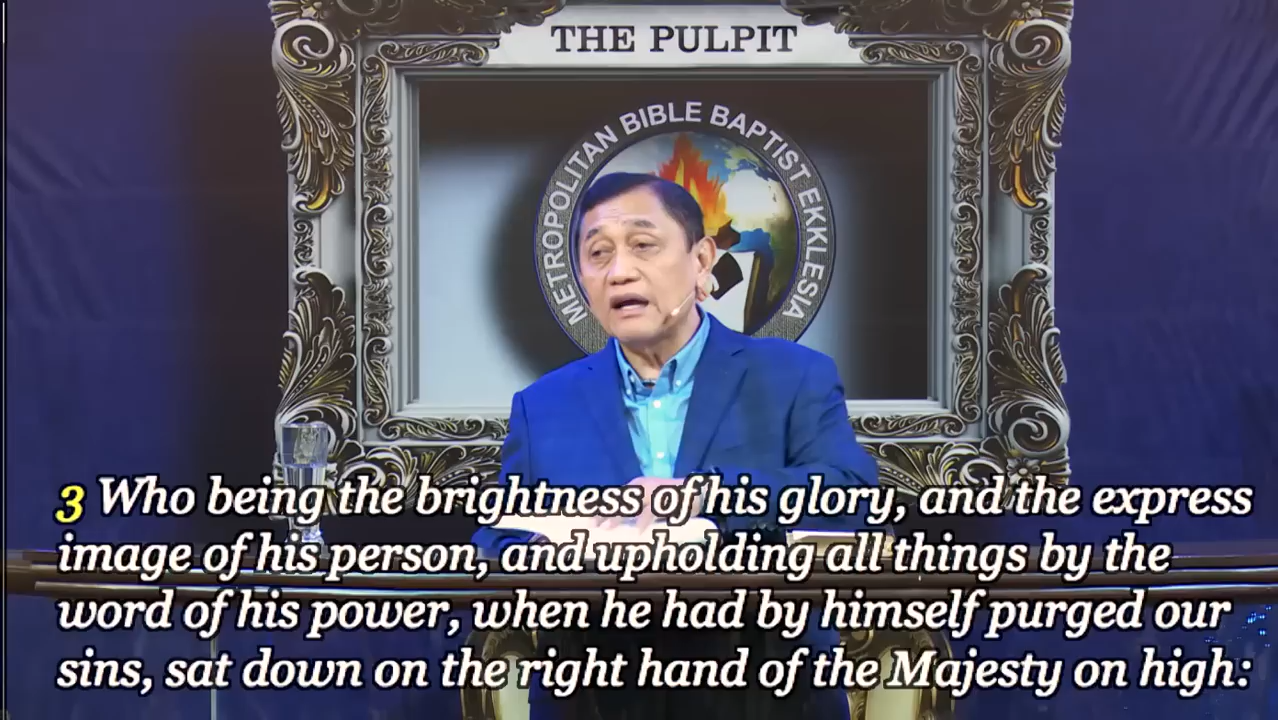 THE PULPIT
METROPOLITAN BIBLE BAPTIST EKKLESIA
3 Who being the brightness of his glory, and the express
image of his person, and upholding all things by the
word of his power, when he had by himself purged our
sins, sat down on the right hand of the Majesty on high: